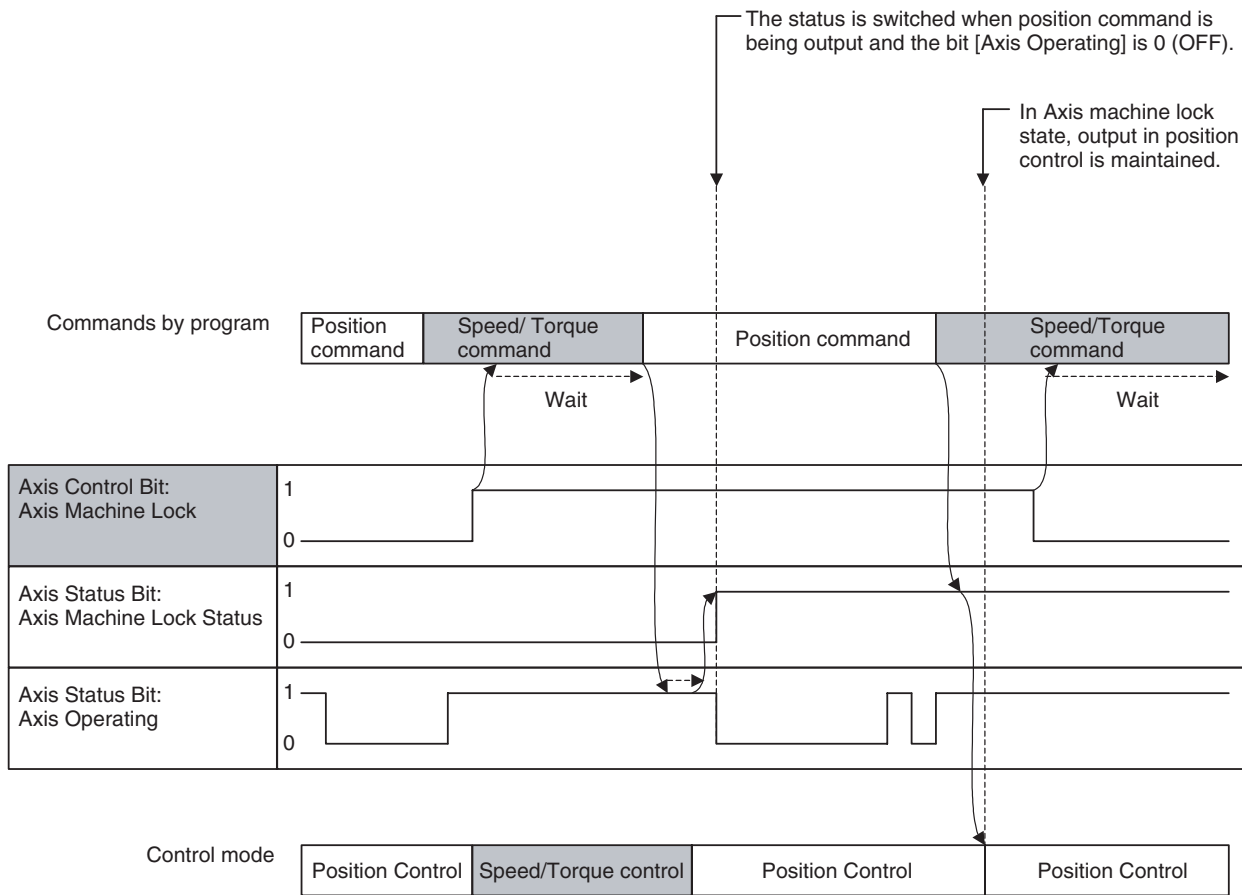 The status is switched when position command is
being output and the bit [Axis Operating] is 0 (OFF).
In Axis machine lock
state, output in position
control is maintained.
Commands by program
Position
command
Speed/ Torque
command
Position command
Speed/Torque
command
Wait
Wait
Axis Control Bit:
Axis Machine Lock
1
0
Axis Status Bit:
Axis Machine Lock Status
1
0
Axis Status Bit:
Axis Operating
1
0
Control mode
Position Control
Speed/Torque control
Position Control
Position Control